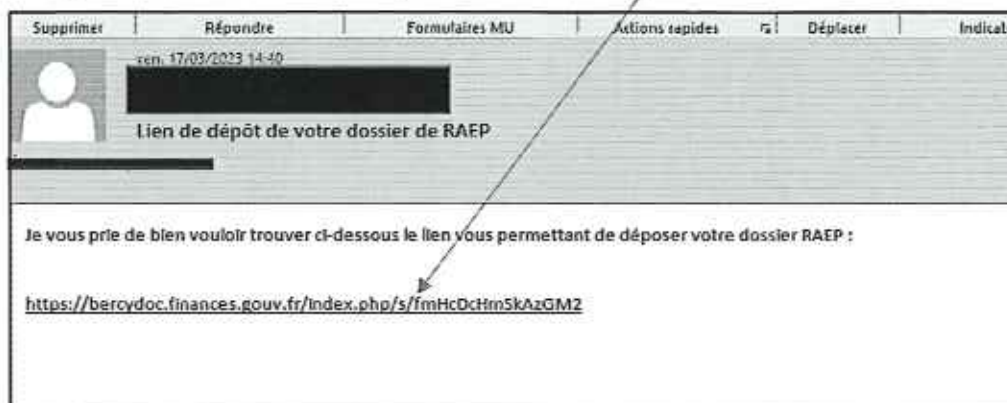 Supprimer Répondre Formulaires MU Actions rapides Déplacer Indicat
ven. 17/03/2023 14:40
Lien de dépôt de votre dossier de RAEP
Je vous prie de bien vouloir trouver ci-dessous le lien vous permettant de déposer votre dossier RAEP :
https://bercydoc.finances.gouv.fr/index.php/s/fmHcDcHmSkAzGM2